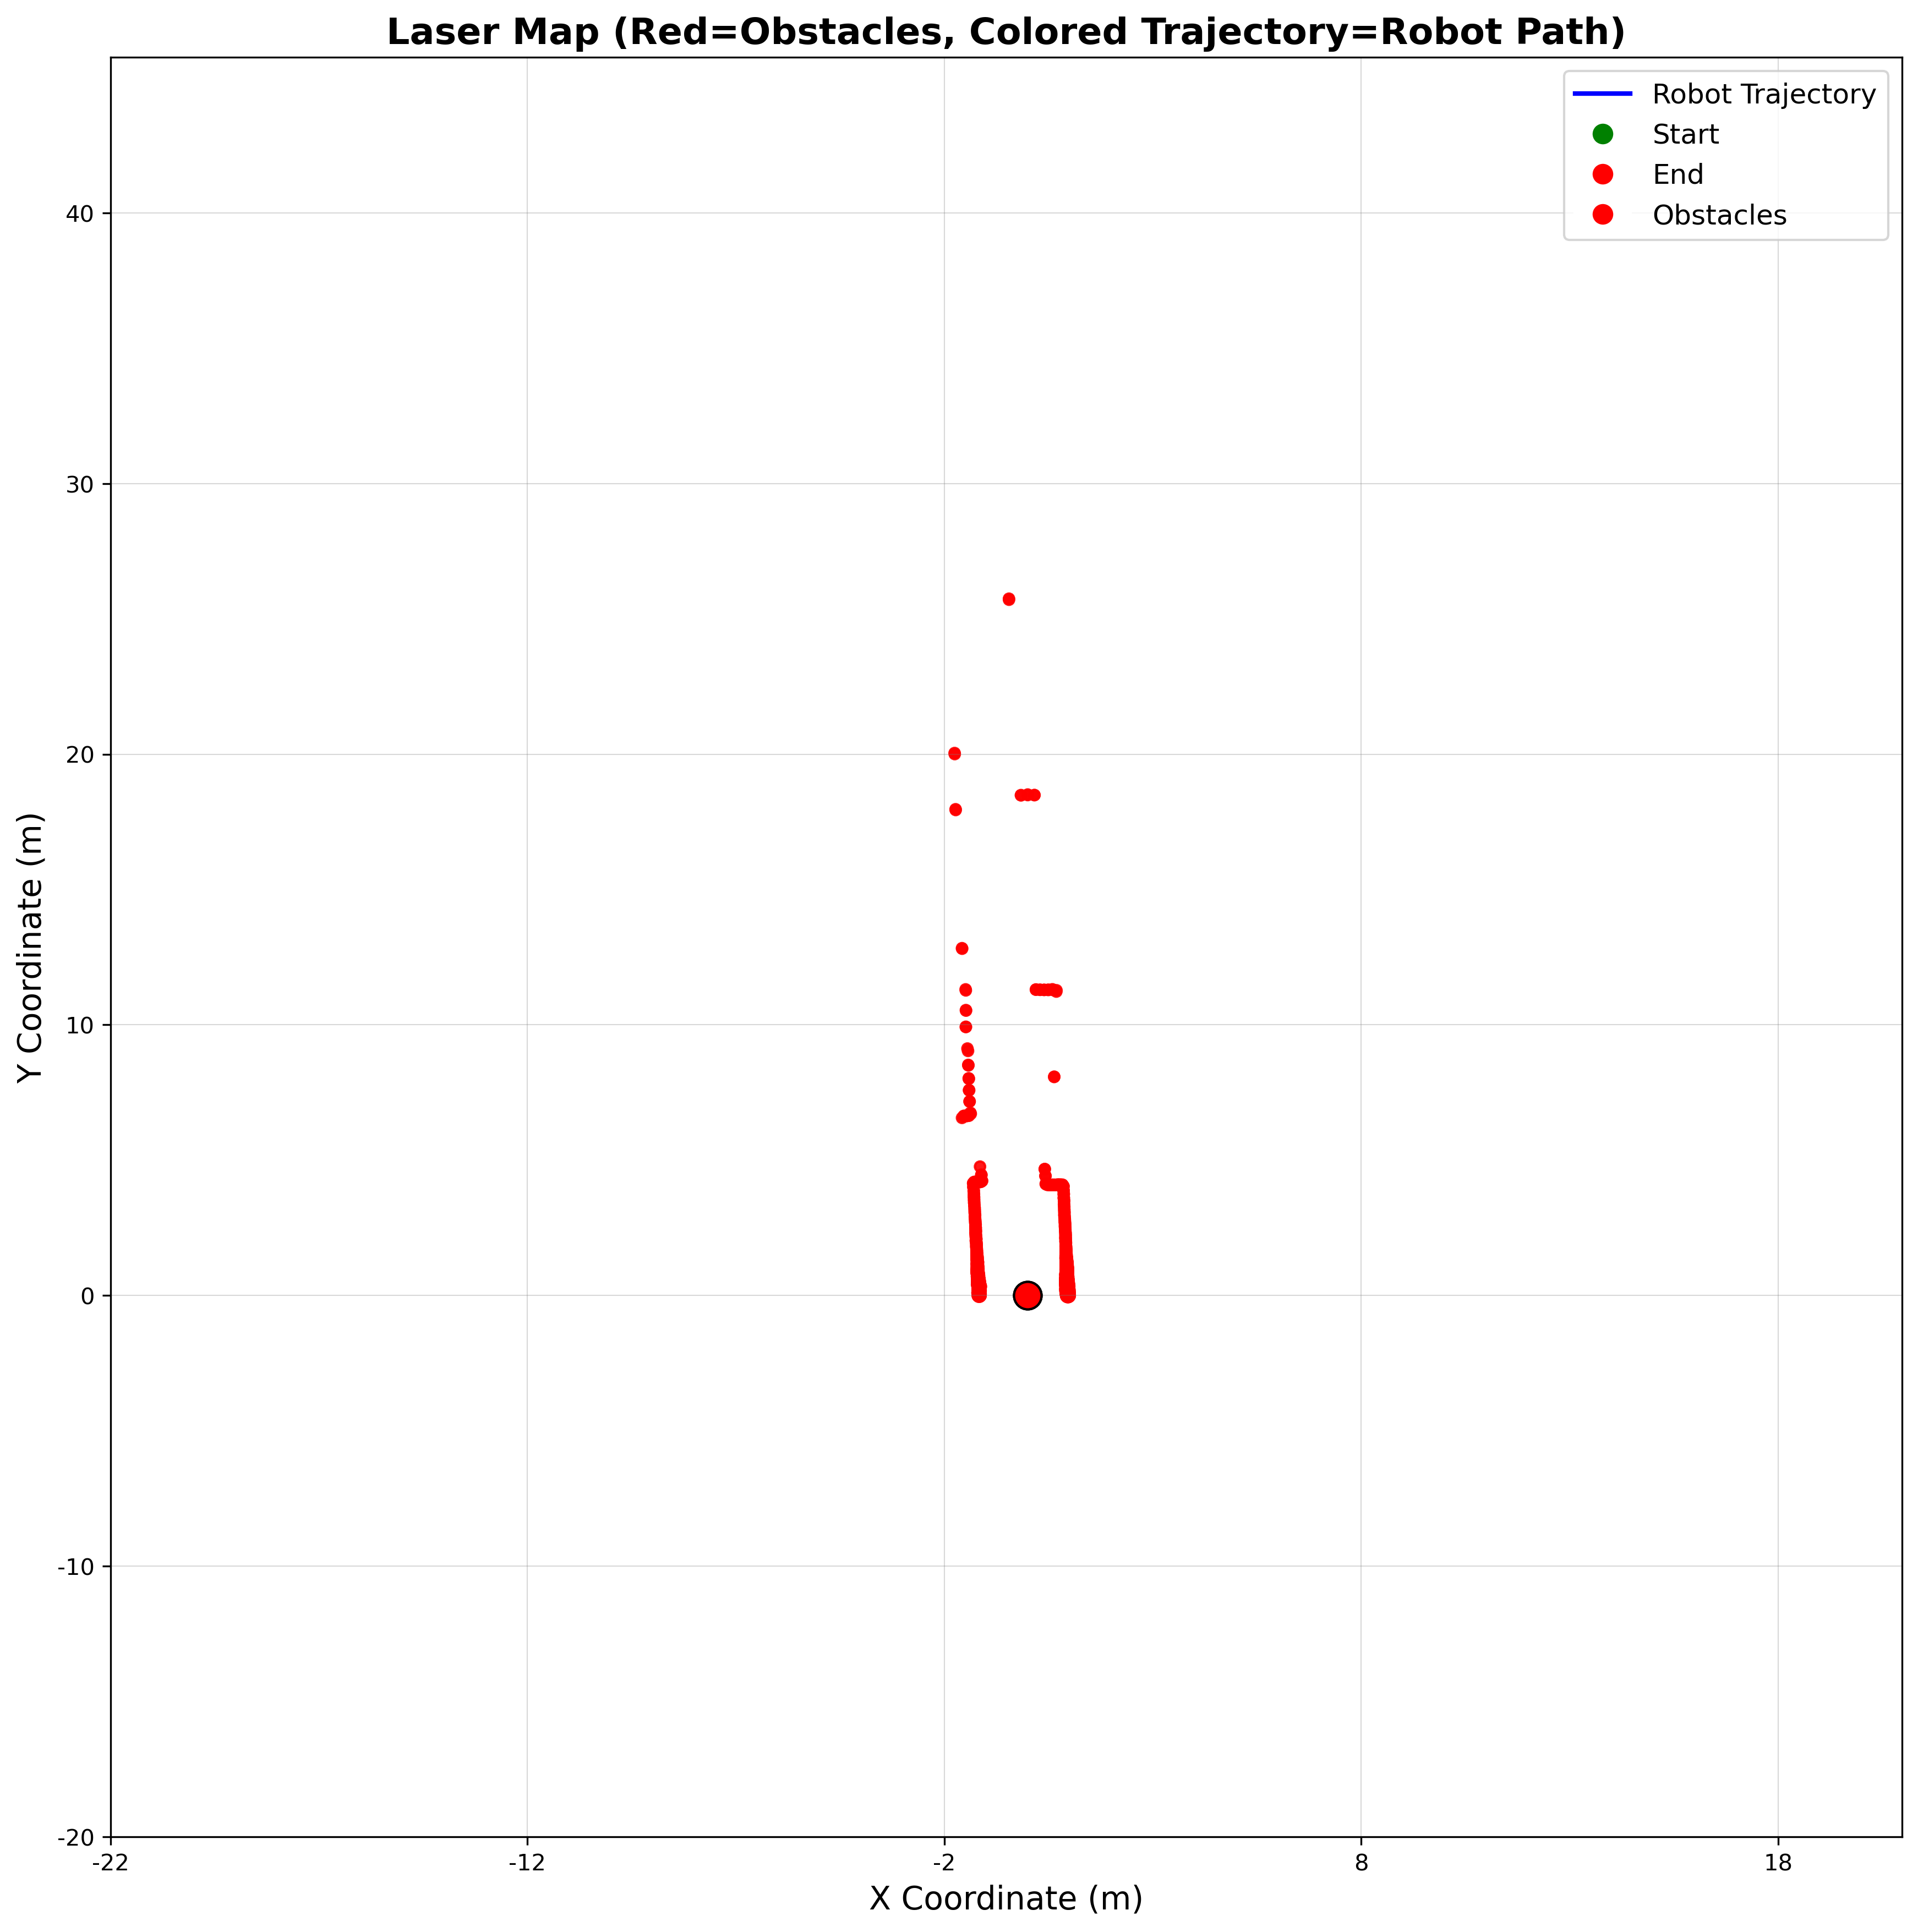 Laser Map (Red=Obstacles, Colored Trajectory=Robot Path)
Robot Trajectory
Start
End
Obstacles
40
30
20
10
0
-10
-20
Y Coordinate (m)
-22
-12
-2
8
18
X Coordinate (m)